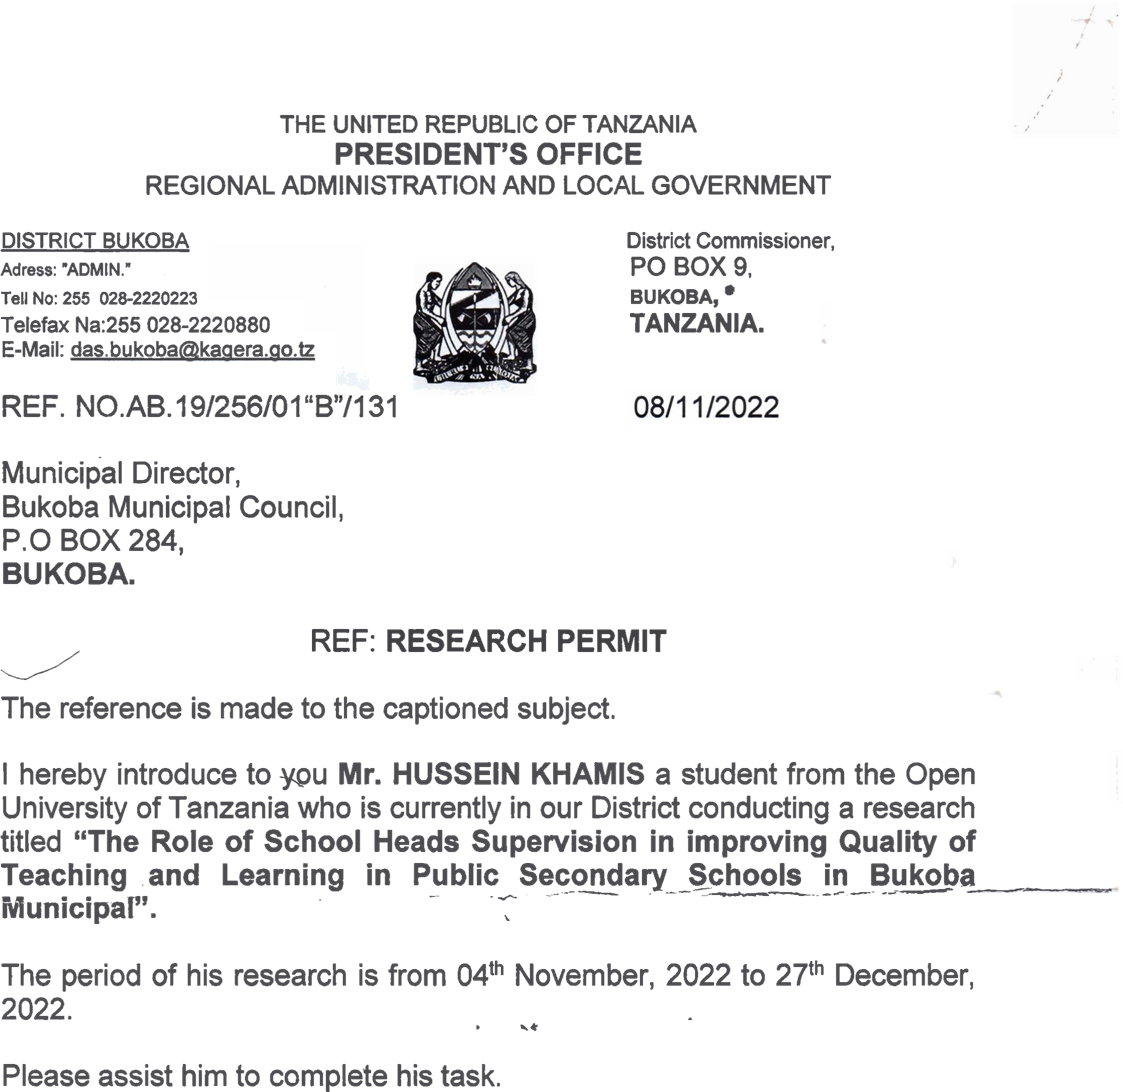 THE UNITED REPUBLIC OF TANZANIA
PRESIDENT'S OFFICE
REGIONAL ADMINISTRATION AND LOCAL GOVERNMENT
DISTRICT BUKOBA
Adress: "ADMIN."
Tell No: 255 028-2220223
Telefax Na:255 028-2220880
E-Mail: das.bukoba@kagera.go.tz
District Commissioner,
PO BOX 9,
BUKOBA,
TANZANIA.
REF. NO.AB.19/256/01“B”/131
08/11/2022
Municipal Director,
Bukoba Municipal Council,
P.O BOX 284,
BUKOBA.
REF: RESEARCH PERMIT
The reference is made to the captioned subject.
I hereby introduce to you Mr. HUSSEIN KHAMIS a student from the Open
University of Tanzania who is currently in our District conducting a research
titled “The Role of School Heads Supervision in improving Quality of
Teaching and Learning in Public Secondary Schools in Bukoba
Municipal”.
The period of his research is from 04th November, 2022 to 27th December,
2022.
Please assist him to complete his task.